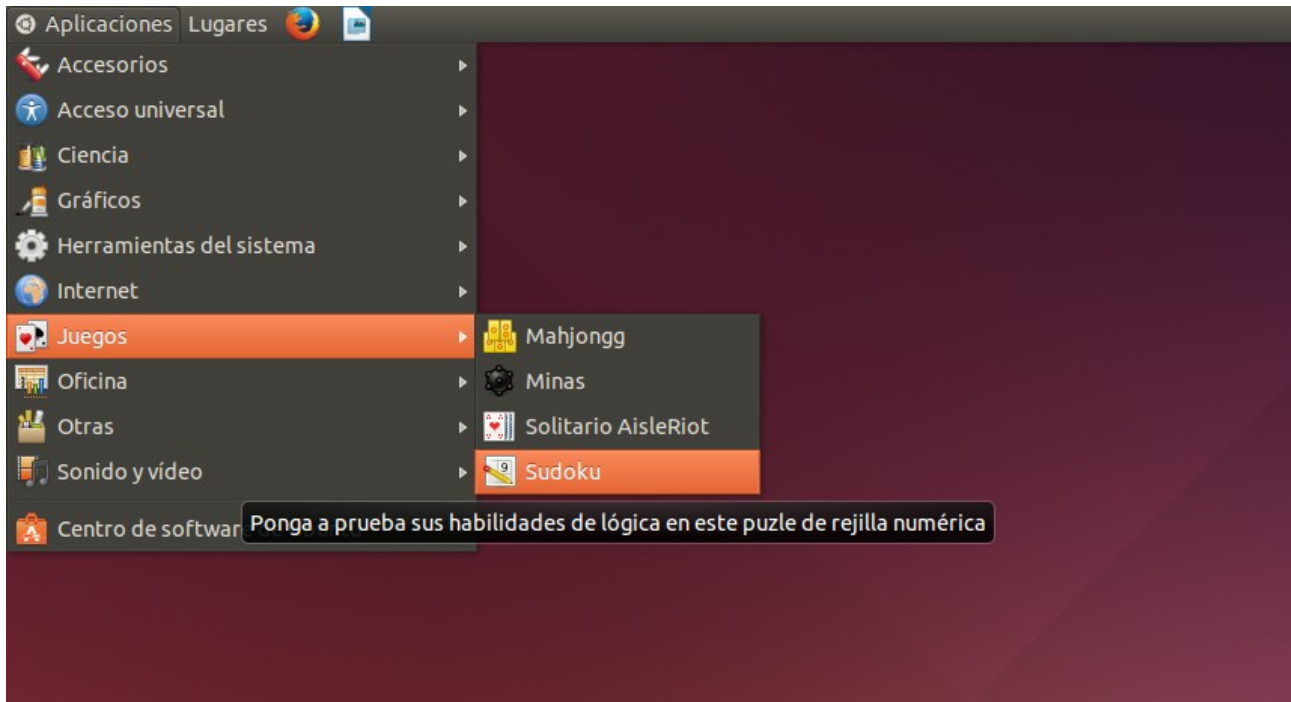 Aplicaciones Lugares
Accesorios
Acceso universal
Ciencia
Gráficos
Herramientas del sistema
Internet
Juegos
Mahjongg
Oficina
Minas
Otras
Solitario AisleRiot
Sonido y vídeo
Sudoku
Centro de softwar
Ponga a prueba sus habilidades de lógica en este puzle de rejilla numérica